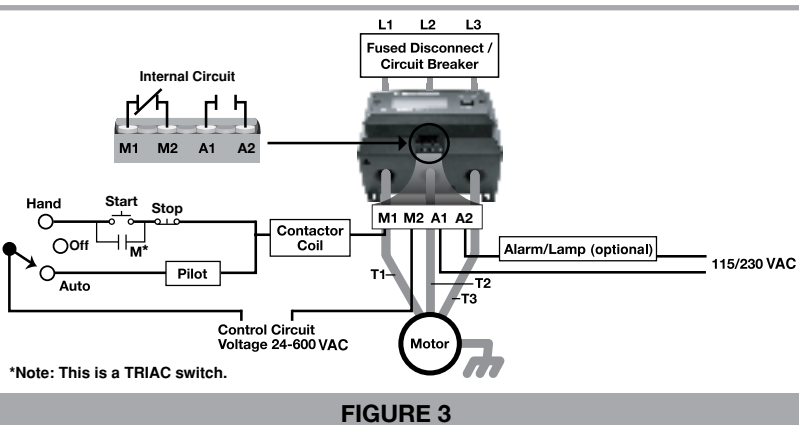 L1 L2 L3
Fused Disconnect /
Circuit Breaker
Internal Circuit
M1 M2 A1 A2
Hand
Start
Stop
M*
Off
Auto
Pilot
Contactor
Coil
M1 M2 A1 A2
Alarm/Lamp (optional)
115/230 VAC
T1
T2
T3
Control Circuit
Voltage 24-600 VAC
Motor
*Note: This is a TRIAC switch.
FIGURE 3